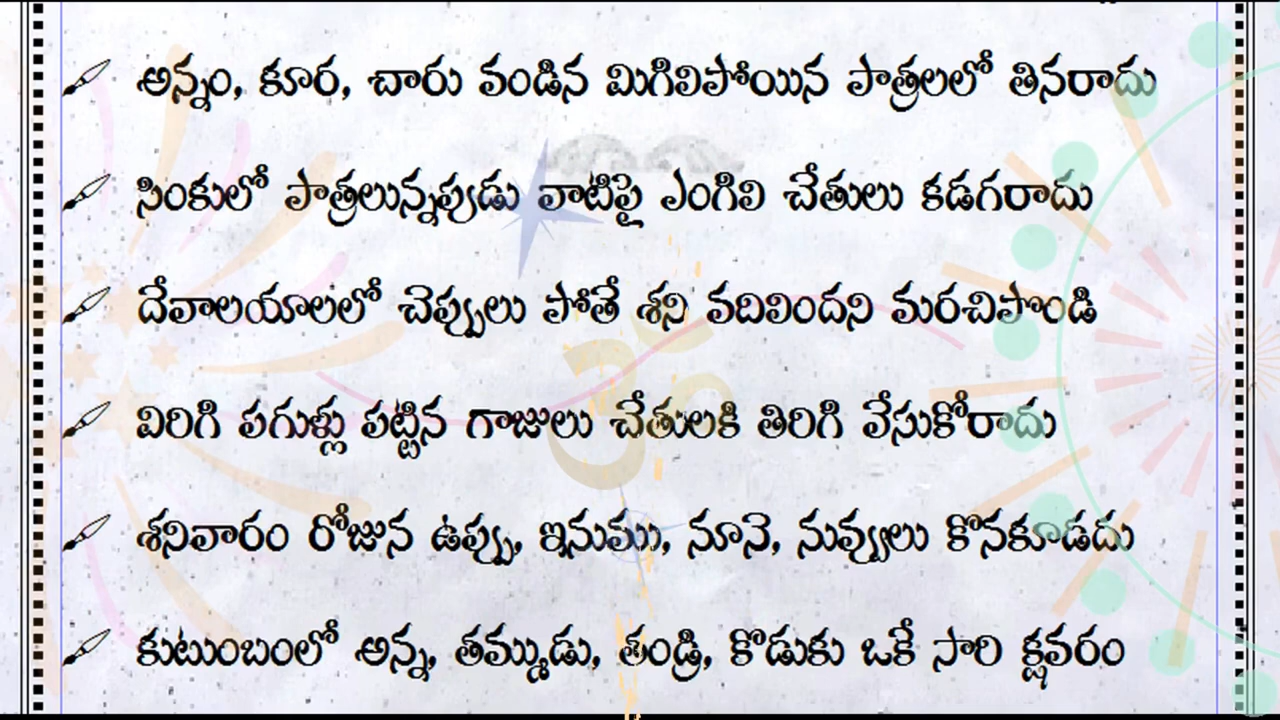 అన్నం, కూర, చారు వండిన మిగిలిపోయిన పాత్రలలో తినరాదు
సింకులో పాత్రలున్నప్పుడు వాటిపై ఎంగిలి చేతులు కడగరాదు
దేవాలయాలలో చెప్పులు పోతే శని వదిలిందని మరచిపొండి
విరిగి పగుళ్లు పట్టిన గాజులు చేతులకి తిరిగి వేసుకోరాదు
శనివారం రోజున ఉప్పు, ఇనుము, నూనె, నువ్వులు కొనకూడదు
కుటుంబంలో అన్న, తమ్ముడు, తండ్రి, కొడుకు ఒకే సారి క్షవరం